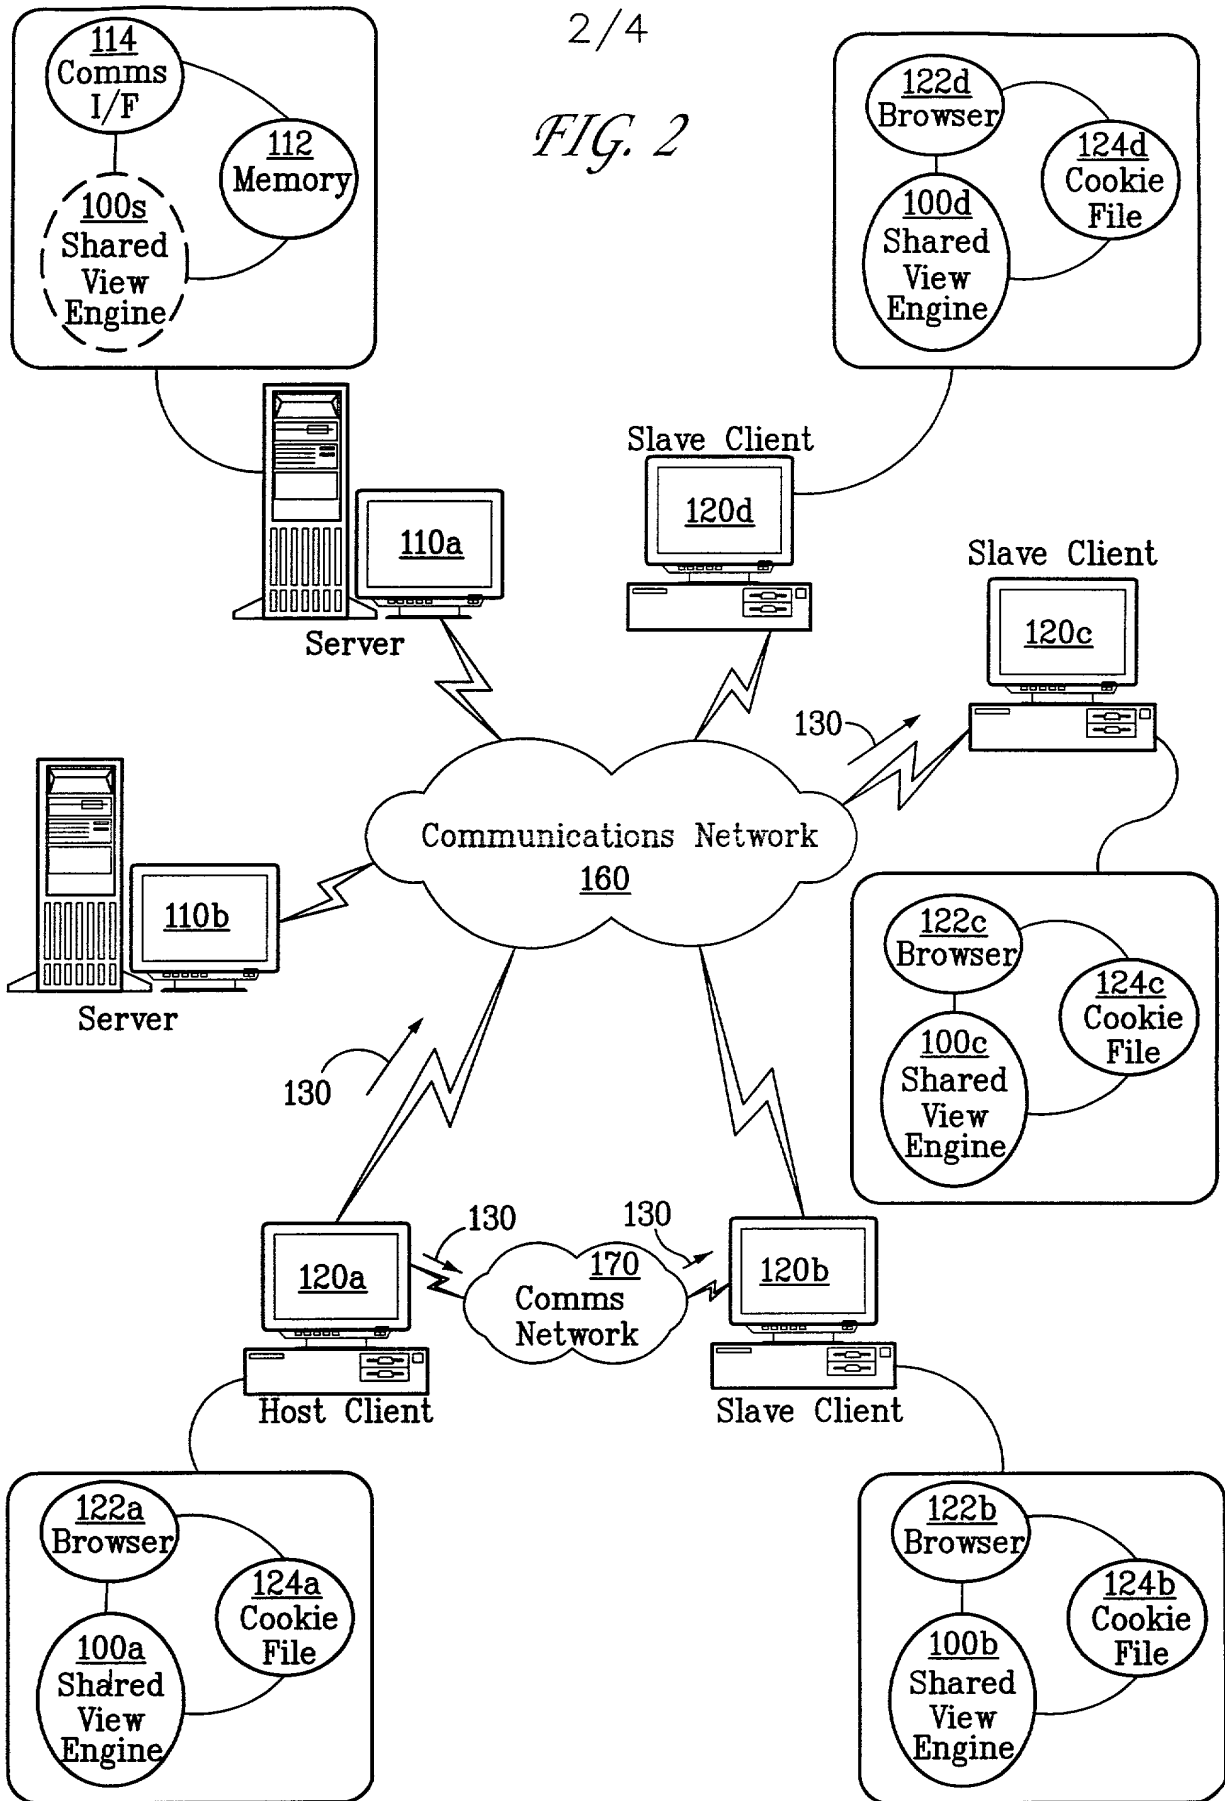 2/4
FIG. 2
114
Comms
I/F
112
Memory
100s
Shared
View
Engine
122d
Browser
124d
Cookie
File
100d
Shared
View
Engine
Slave Client
120d
110a
Server
Slave Client
120c
130
Communications Network
160
110b
Server
122c
Browser
124c
Cookie
File
100c
Shared
View
Engine
130
120a
Host Client
130
170
Comms
Network
130
120b
Slave Client
122a
Browser
124a
Cookie
File
100a
Shared
View
Engine
122b
Browser
124b
Cookie
File
100b
Shared
View
Engine